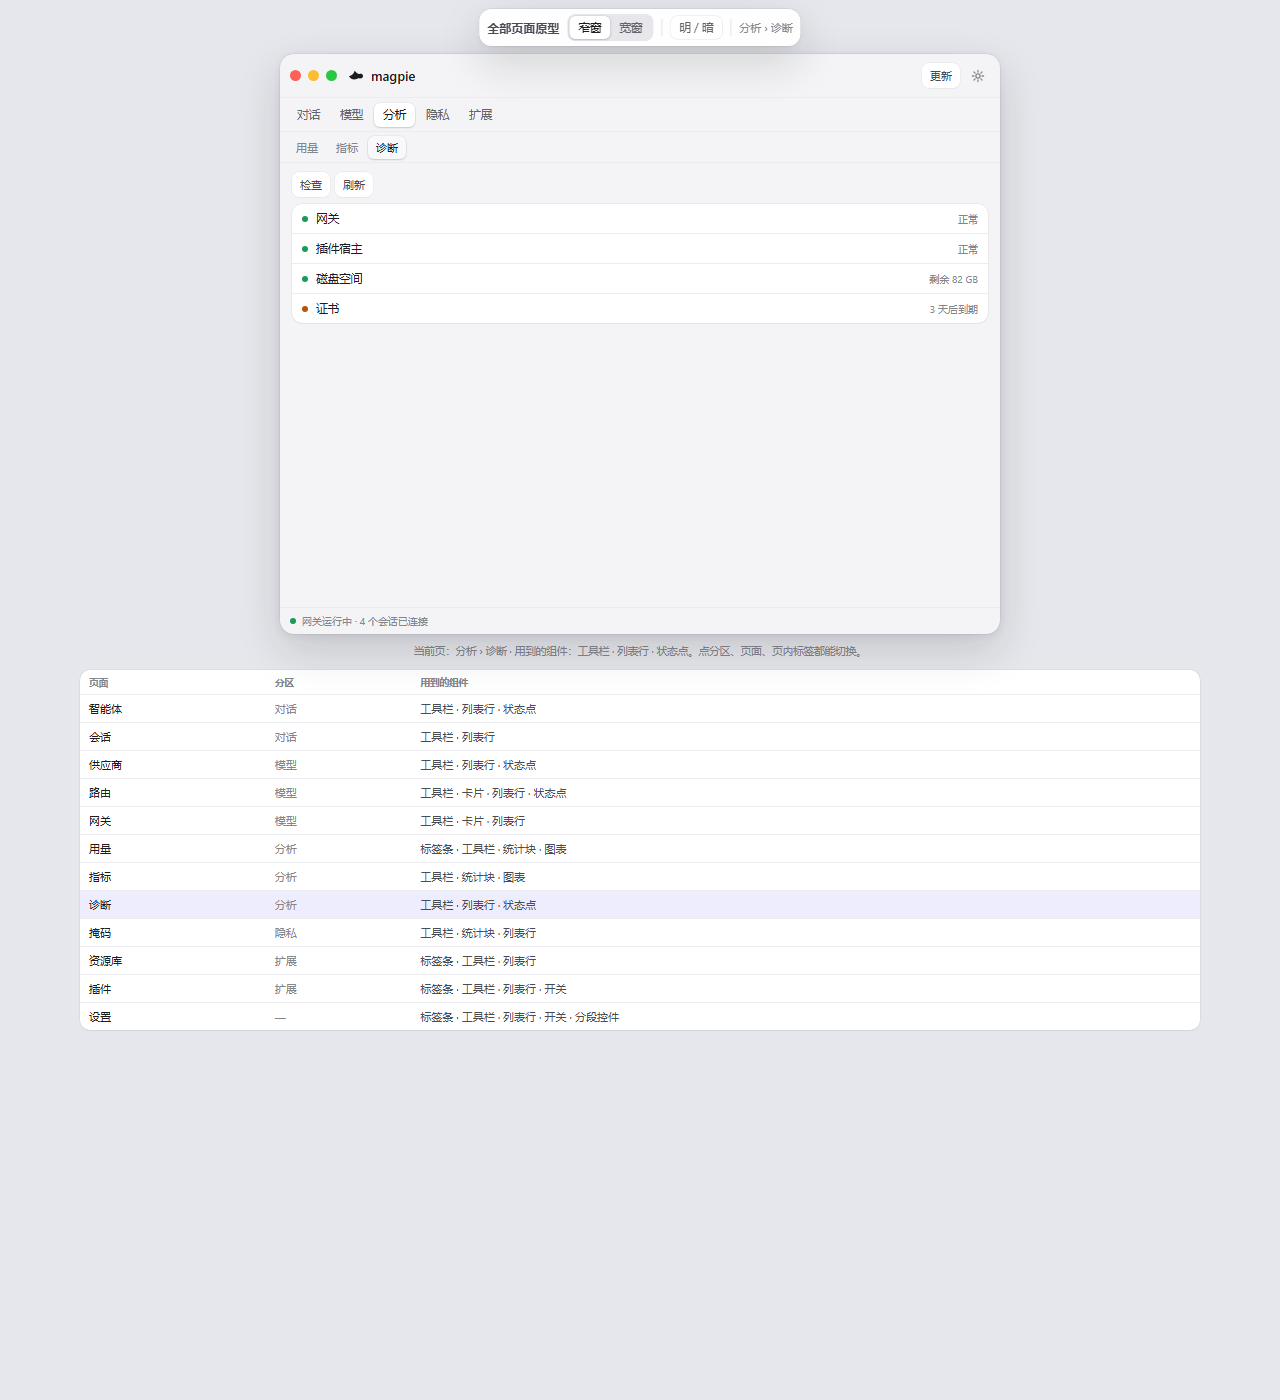 全部页面原型 窄窗 宽窗 明 / 暗 分析 › 诊断
magpie 更新
对话 模型 分析 隐私 扩展
用量 指标 诊断
检查 刷新
网关 正常
插件宿主 正常
磁盘空间 剩余 82 GB
证书 3 天后到期
网关运行中 · 4 个会话已连接
当前页：分析 › 诊断 · 用到的组件：工具栏 · 列表行 · 状态点。点分区、页面、页内标签都能切换。
页面 分区 用到的组件
智能体 对话 工具栏 · 列表行 · 状态点
会话 对话 工具栏 · 列表行
供应商 模型 工具栏 · 列表行 · 状态点
路由 模型 工具栏 · 卡片 · 列表行 · 状态点
网关 模型 工具栏 · 卡片 · 列表行
用量 分析 标签条 · 工具栏 · 统计块 · 图表
指标 分析 工具栏 · 统计块 · 图表
诊断 分析 工具栏 · 列表行 · 状态点
掩码 隐私 工具栏 · 统计块 · 列表行
资源库 扩展 标签条 · 工具栏 · 列表行
插件 扩展 标签条 · 工具栏 · 列表行 · 开关
设置 — 标签条 · 工具栏 · 列表行 · 开关 · 分段控件